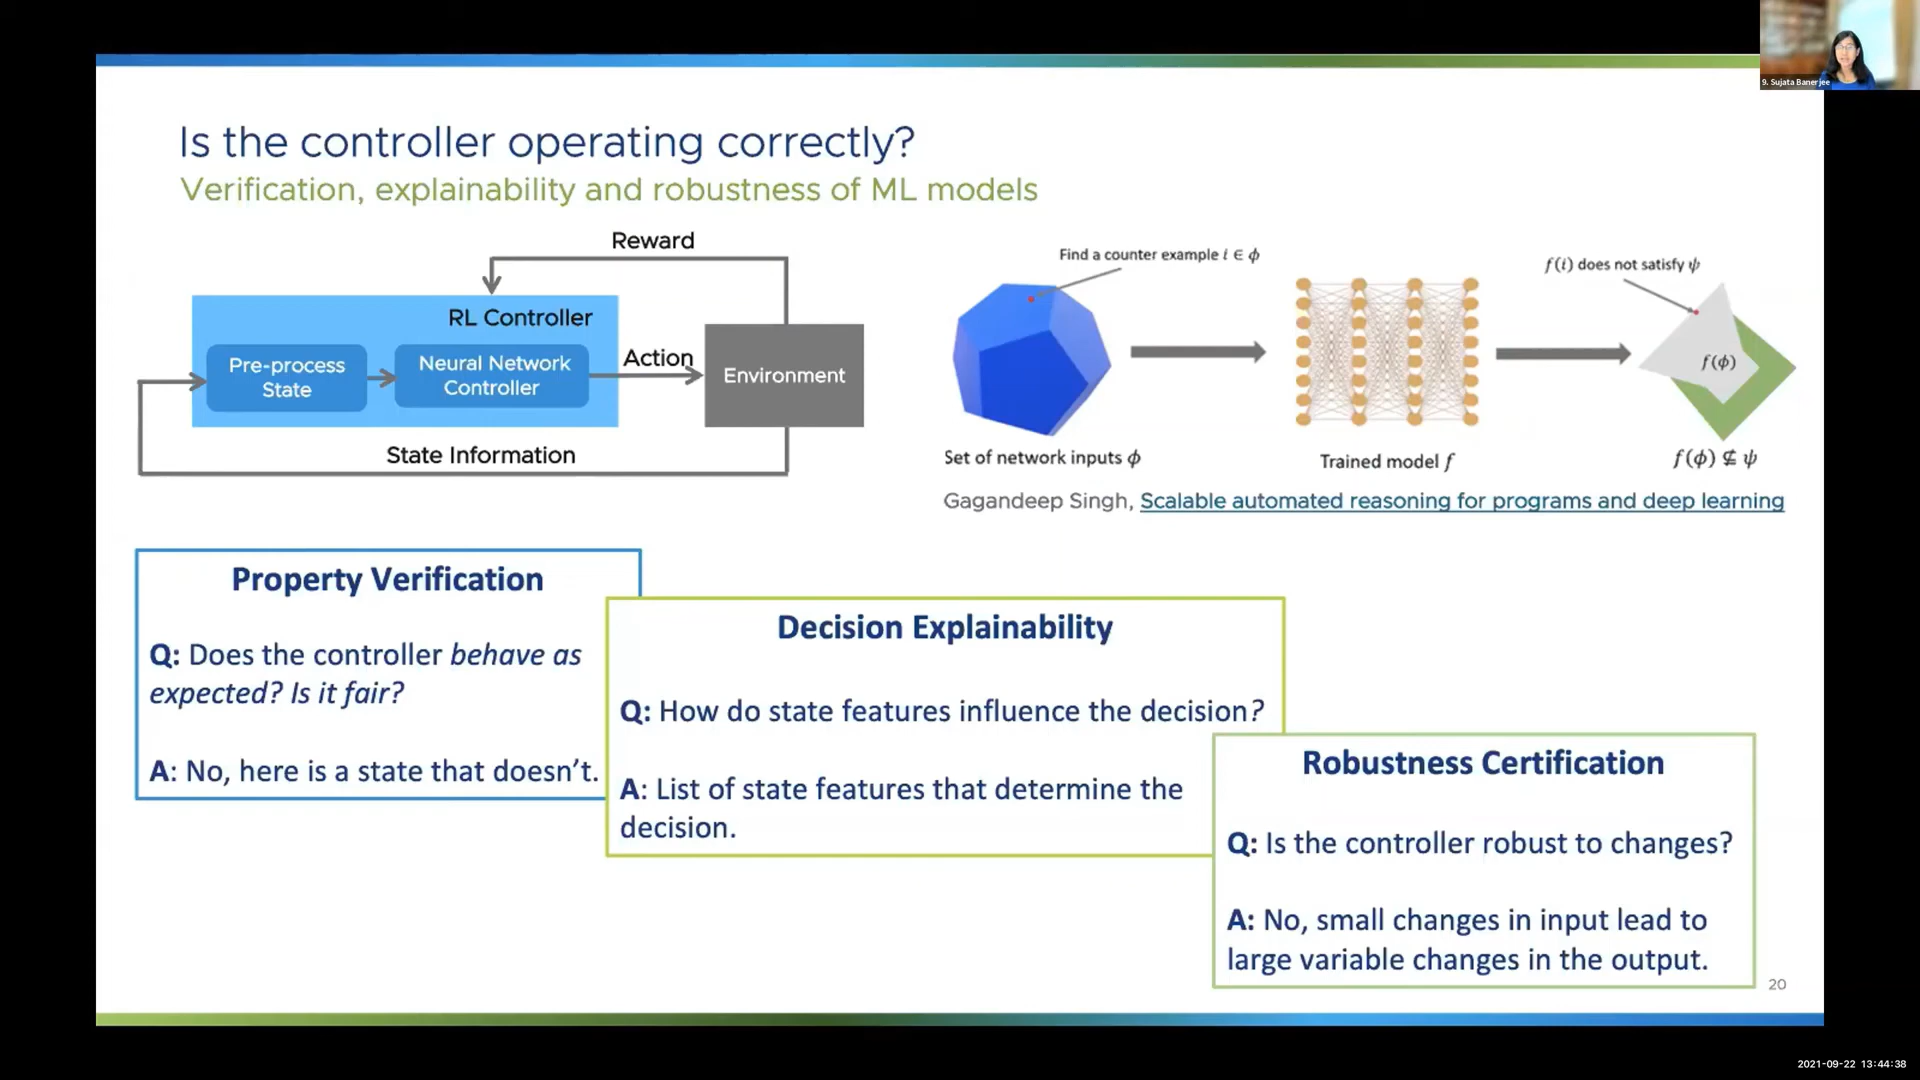 9. Sujata Banerjee
Is the controller operating correctly?
Verification, explainability and robustness of ML models
Reward
RL Controller
Pre-process
State
Neural Network
Controller
Action
Environment
State Information
Find a counter example i ∈ ϕ
f(i) does not satisfy ψ
f(ϕ)
Set of network inputs ϕ
Trained model f
f(ϕ) ⊈ ψ
Gagandeep Singh, Scalable automated reasoning for programs and deep learning
Property Verification
Q: Does the controller behave as
expected? Is it fair?
A: No, here is a state that doesn't.
Decision Explainability
Q: How do state features influence the decision?
A: List of state features that determine the
decision.
Robustness Certification
Q: Is the controller robust to changes?
A: No, small changes in input lead to
large variable changes in the output.
20
2021-09-22 13:44:38